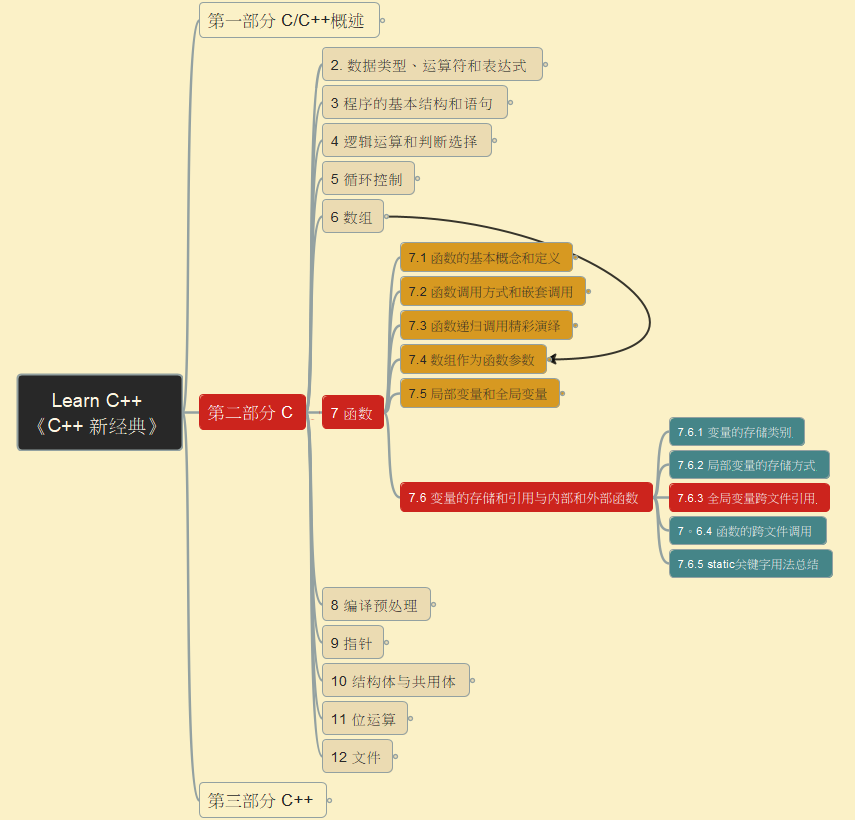 第一部分 C/C++概述
2. 数据类型、运算符和表达式
3 程序的基本结构和语句
4 逻辑运算和判断选择
5 循环控制
6 数组
7.1 函数的基本概念和定义
7.2 函数调用方式和嵌套调用
7.3 函数递归调用精彩演绎
7.4 数组作为函数参数
7.5 局部变量和全局变量
Learn C++
《C++ 新经典》
第二部分 C
7 函数
7.6.1 变量的存储类别.
7.6.2 局部变量的存储方式.
7.6 变量的存储和引用与内部和外部函数
7.6.3 全局变量跨文件引用.
7。6.4 函数的跨文件调用
7.6.5 static关键字用法总结
8 编译预处理
9 指针
10 结构体与共用体
11 位运算
12 文件
第三部分 C++